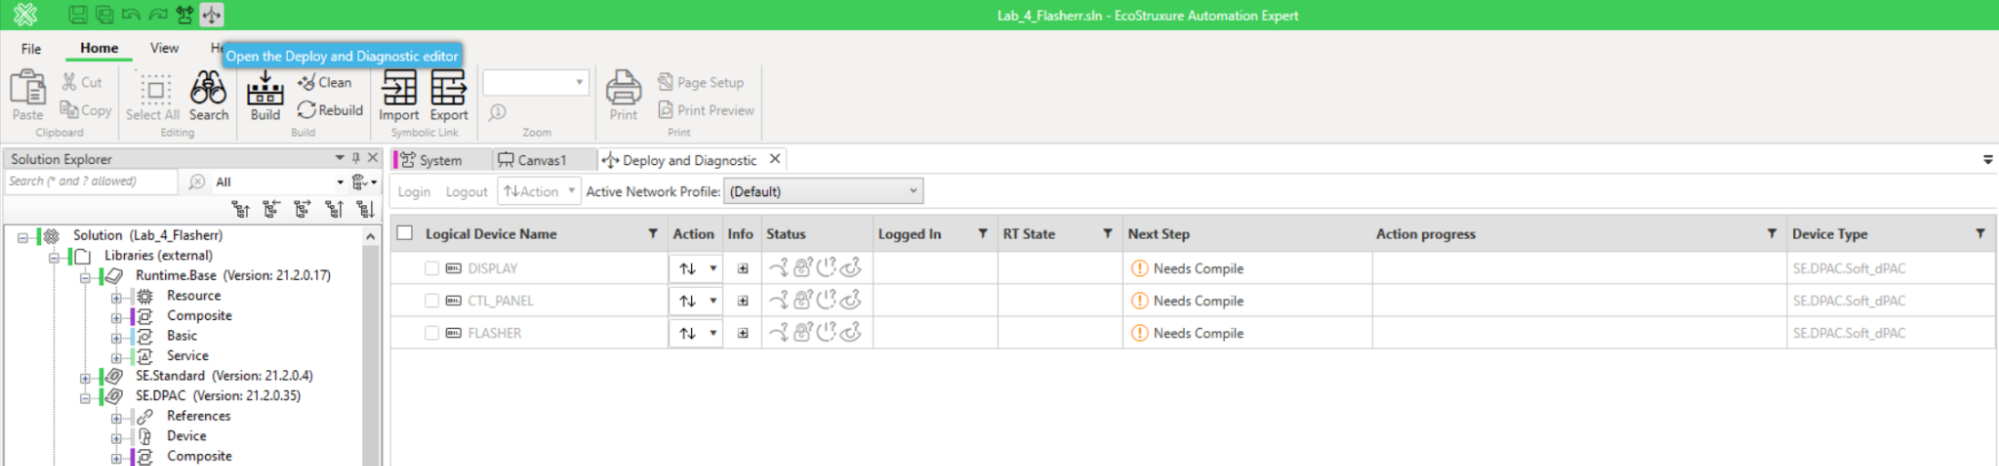 Lab_4_Flasherr.sln - EcoStruxure Automation Expert
File Home View He
Open the Deploy and Diagnostic editor
Paste Cut Copy
Clipboard
Select All Search
Editing
Build Clean Rebuild
Build
Import Export
Symbolic Link
Zoom
Print Page Setup Print Preview
Print
Solution Explorer
Search (* and ? allowed) All
Solution (Lab_4_Flasherr)
Libraries (external)
Runtime.Base (Version: 21.2.0.17)
Resource
Composite
Basic
Service
SE.Standard (Version: 21.2.0.4)
SE.DPAC (Version: 21.2.0.35)
References
Device
Composite
System Canvas1 Deploy and Diagnostic
Login Logout Action Active Network Profile: (Default)
Logical Device Name Action Info Status Logged In RT State Next Step Action progress Device Type
DISPLAY Needs Compile SE.DPAC.Soft_dPAC
CTL_PANEL Needs Compile SE.DPAC.Soft_dPAC
FLASHER Needs Compile SE.DPAC.Soft_dPAC